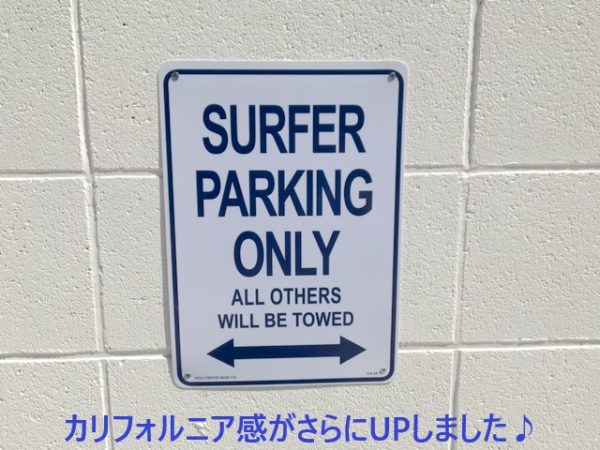 SURFER
PARKING
ONLY
ALL OTHERS
WILL BE TOWED
カリフォルニア感がさらにUPしました♪